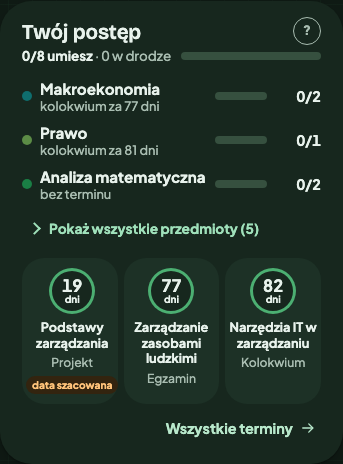 Twój postęp
?
0/8 umiesz · 0 w drodze
Makroekonomia
kolokwium za 77 dni
0/2
Prawo
kolokwium za 81 dni
0/1
Analiza matematyczna
bez terminu
0/2
Pokaż wszystkie przedmioty (5)
19
dni
Podstawy
zarządzania
Projekt
data szacowana
77
dni
Zarządzanie
zasobami
ludzkimi
Egzamin
82
dni
Narzędzia IT w
zarządzaniu
Kolokwium
Wszystkie terminy →